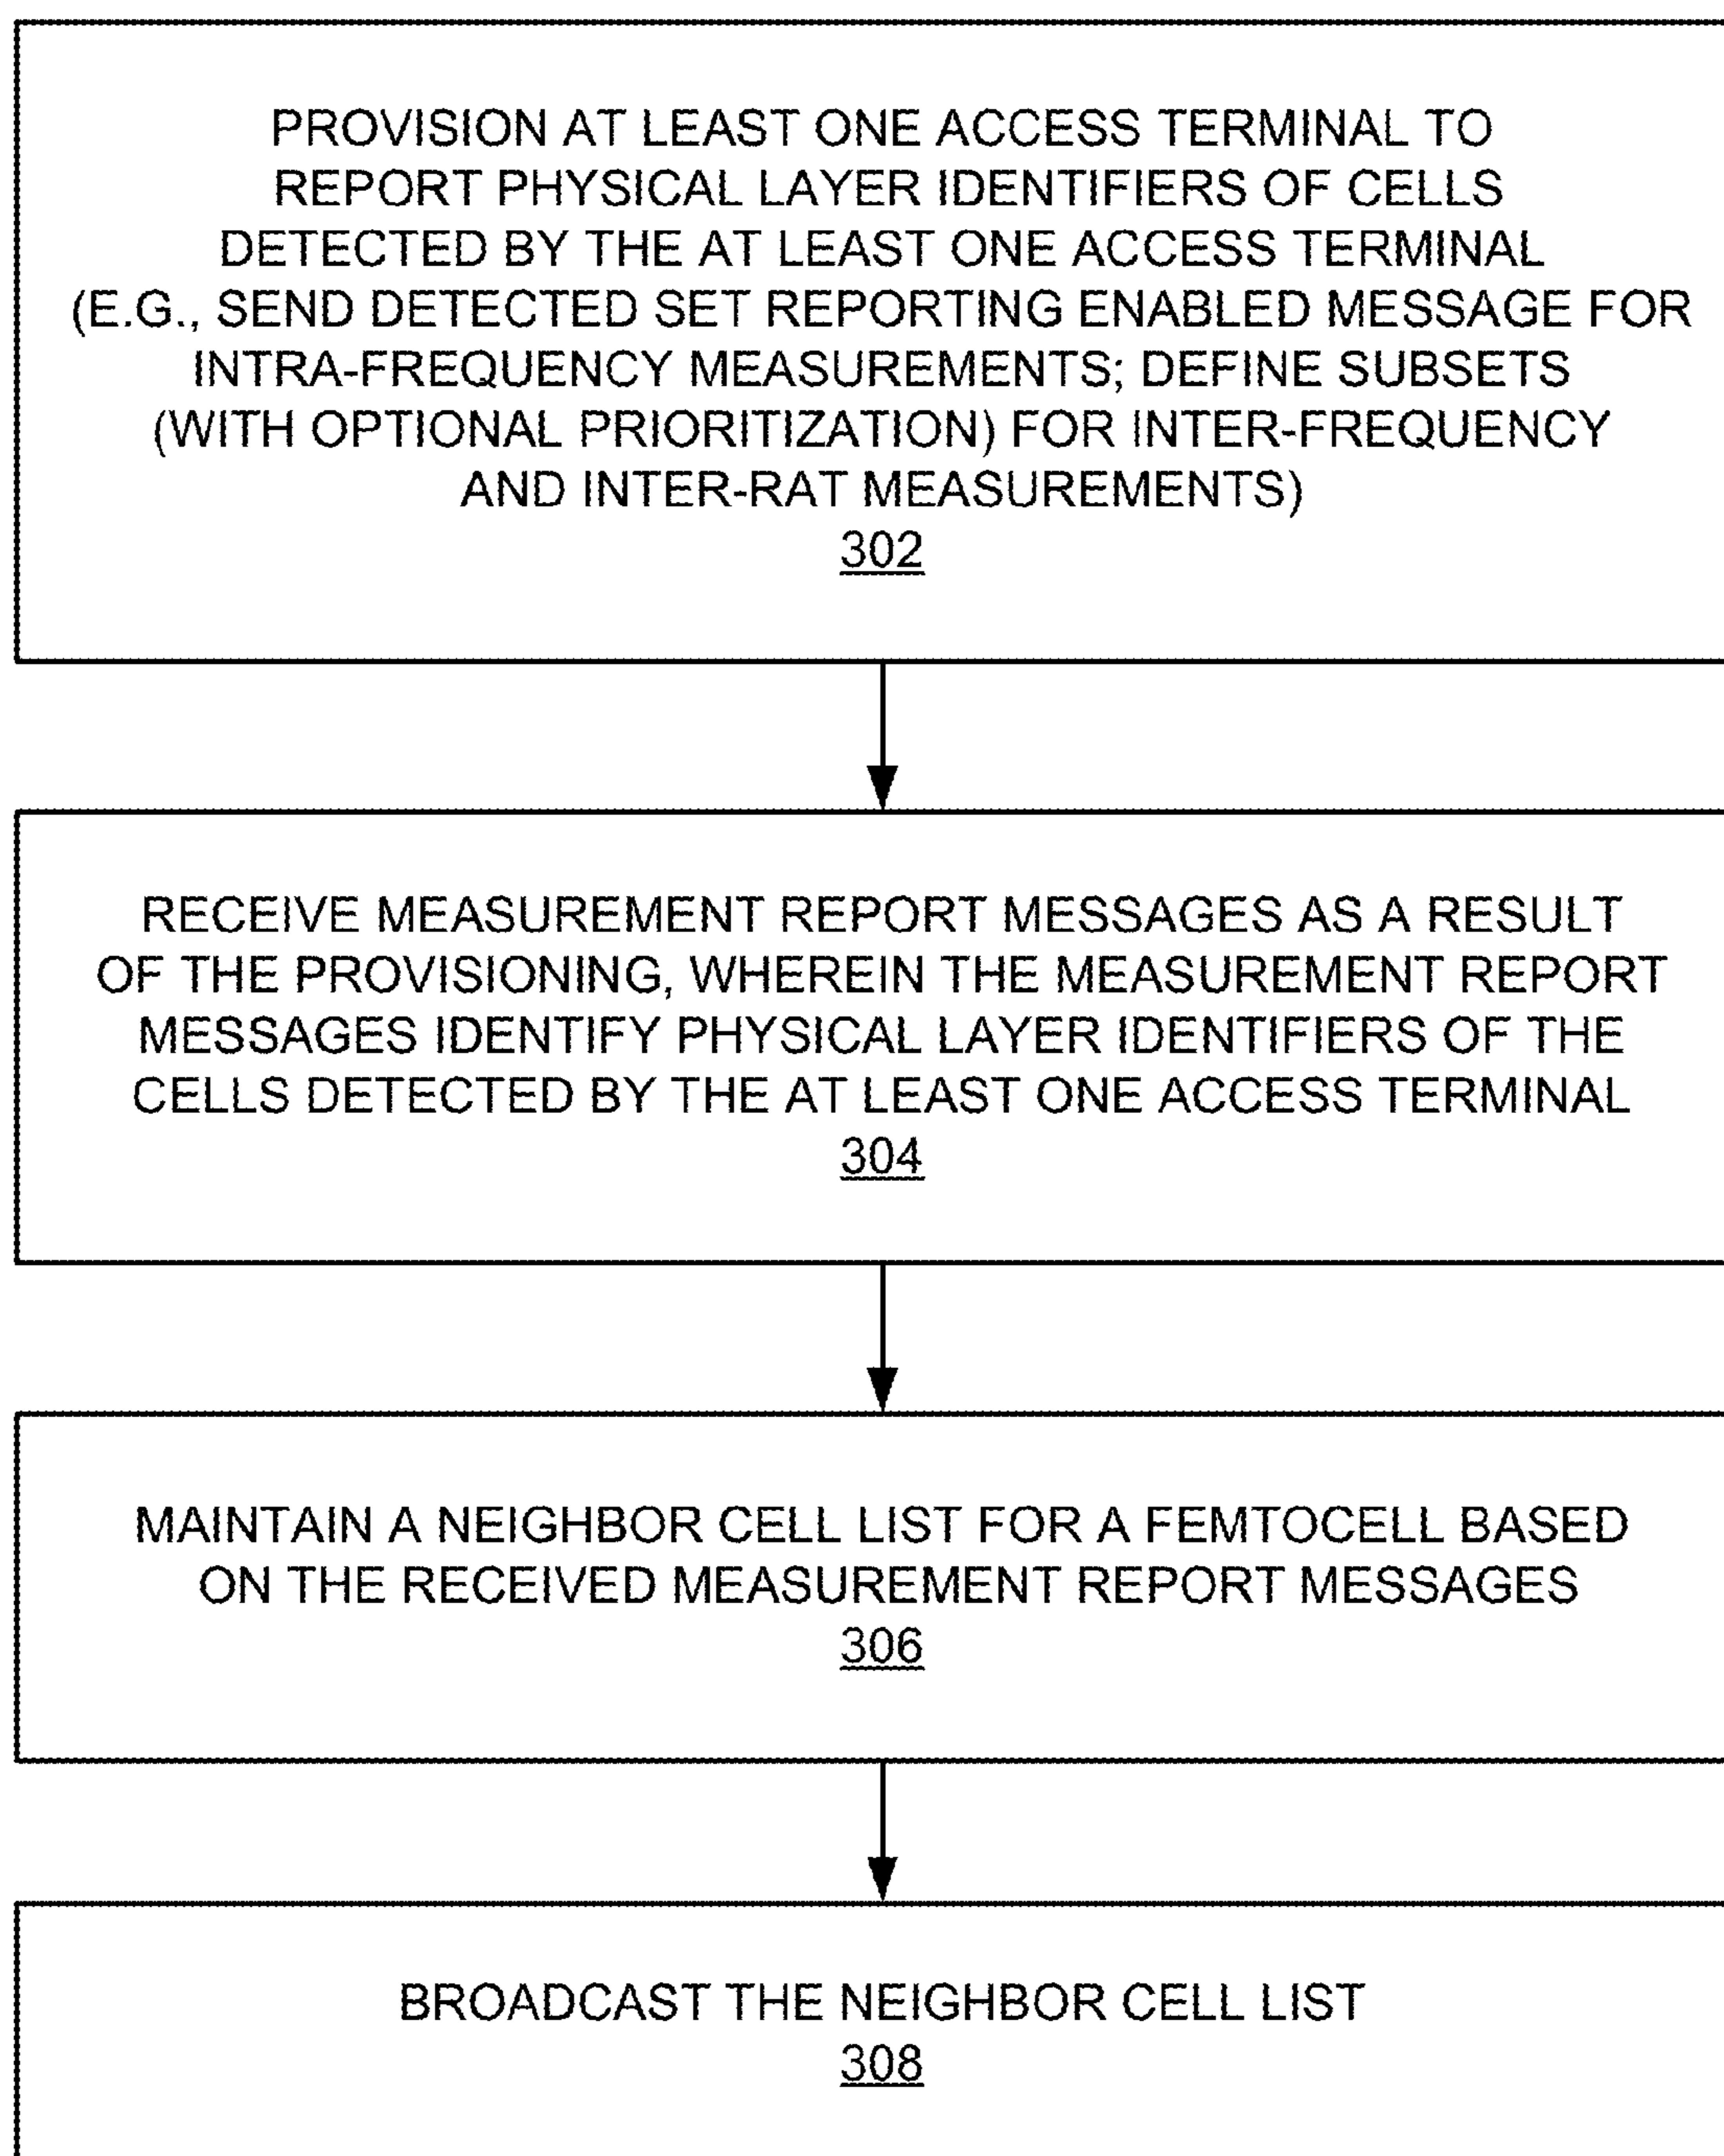 PROVISION AT LEAST ONE ACCESS TERMINAL TO
REPORT PHYSICAL LAYER IDENTIFIERS OF CELLS
DETECTED BY THE AT LEAST ONE ACCESS TERMINAL
(E.G., SEND DETECTED SET REPORTING ENABLED MESSAGE FOR
INTRA-FREQUENCY MEASUREMENTS; DEFINE SUBSETS
(WITH OPTIONAL PRIORITIZATION) FOR INTER-FREQUENCY
AND INTER-RAT MEASUREMENTS)
302
RECEIVE MEASUREMENT REPORT MESSAGES AS A RESULT
OF THE PROVISIONING, WHEREIN THE MEASUREMENT REPORT
MESSAGES IDENTIFY PHYSICAL LAYER IDENTIFIERS OF THE
CELLS DETECTED BY THE AT LEAST ONE ACCESS TERMINAL
304
MAINTAIN A NEIGHBOR CELL LIST FOR A FEMTOCELL BASED
ON THE RECEIVED MEASUREMENT REPORT MESSAGES
306
BROADCAST THE NEIGHBOR CELL LIST
308